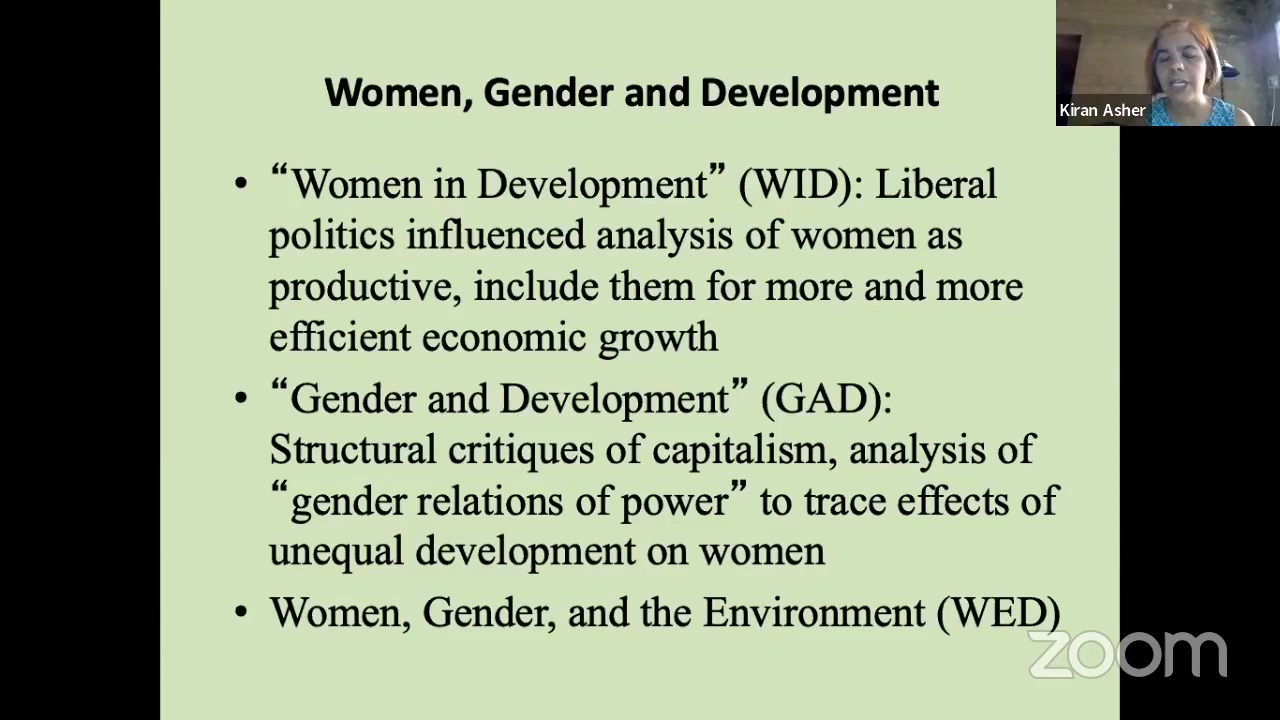 Women, Gender and Development
Kiran Asher
• “Women in Development” (WID): Liberal
politics influenced analysis of women as
productive, include them for more and more
efficient economic growth
• “Gender and Development” (GAD):
Structural critiques of capitalism, analysis of
“gender relations of power” to trace effects of
unequal development on women
• Women, Gender, and the Environment (WED)
zoom